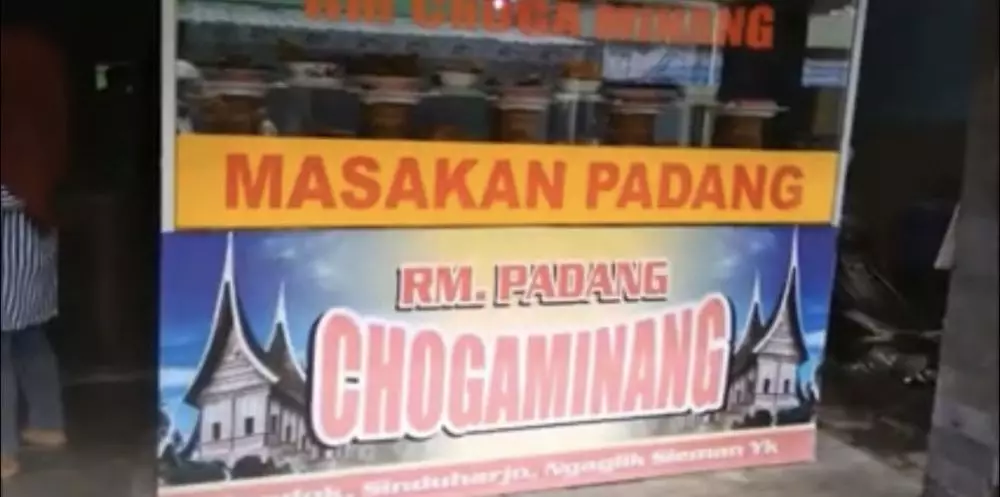 RM CHOGA MINANG
MASAKAN PADANG
RM. PADANG
CHOGAMINANG
Sinduharjo, Ngaglik Sleman Yk